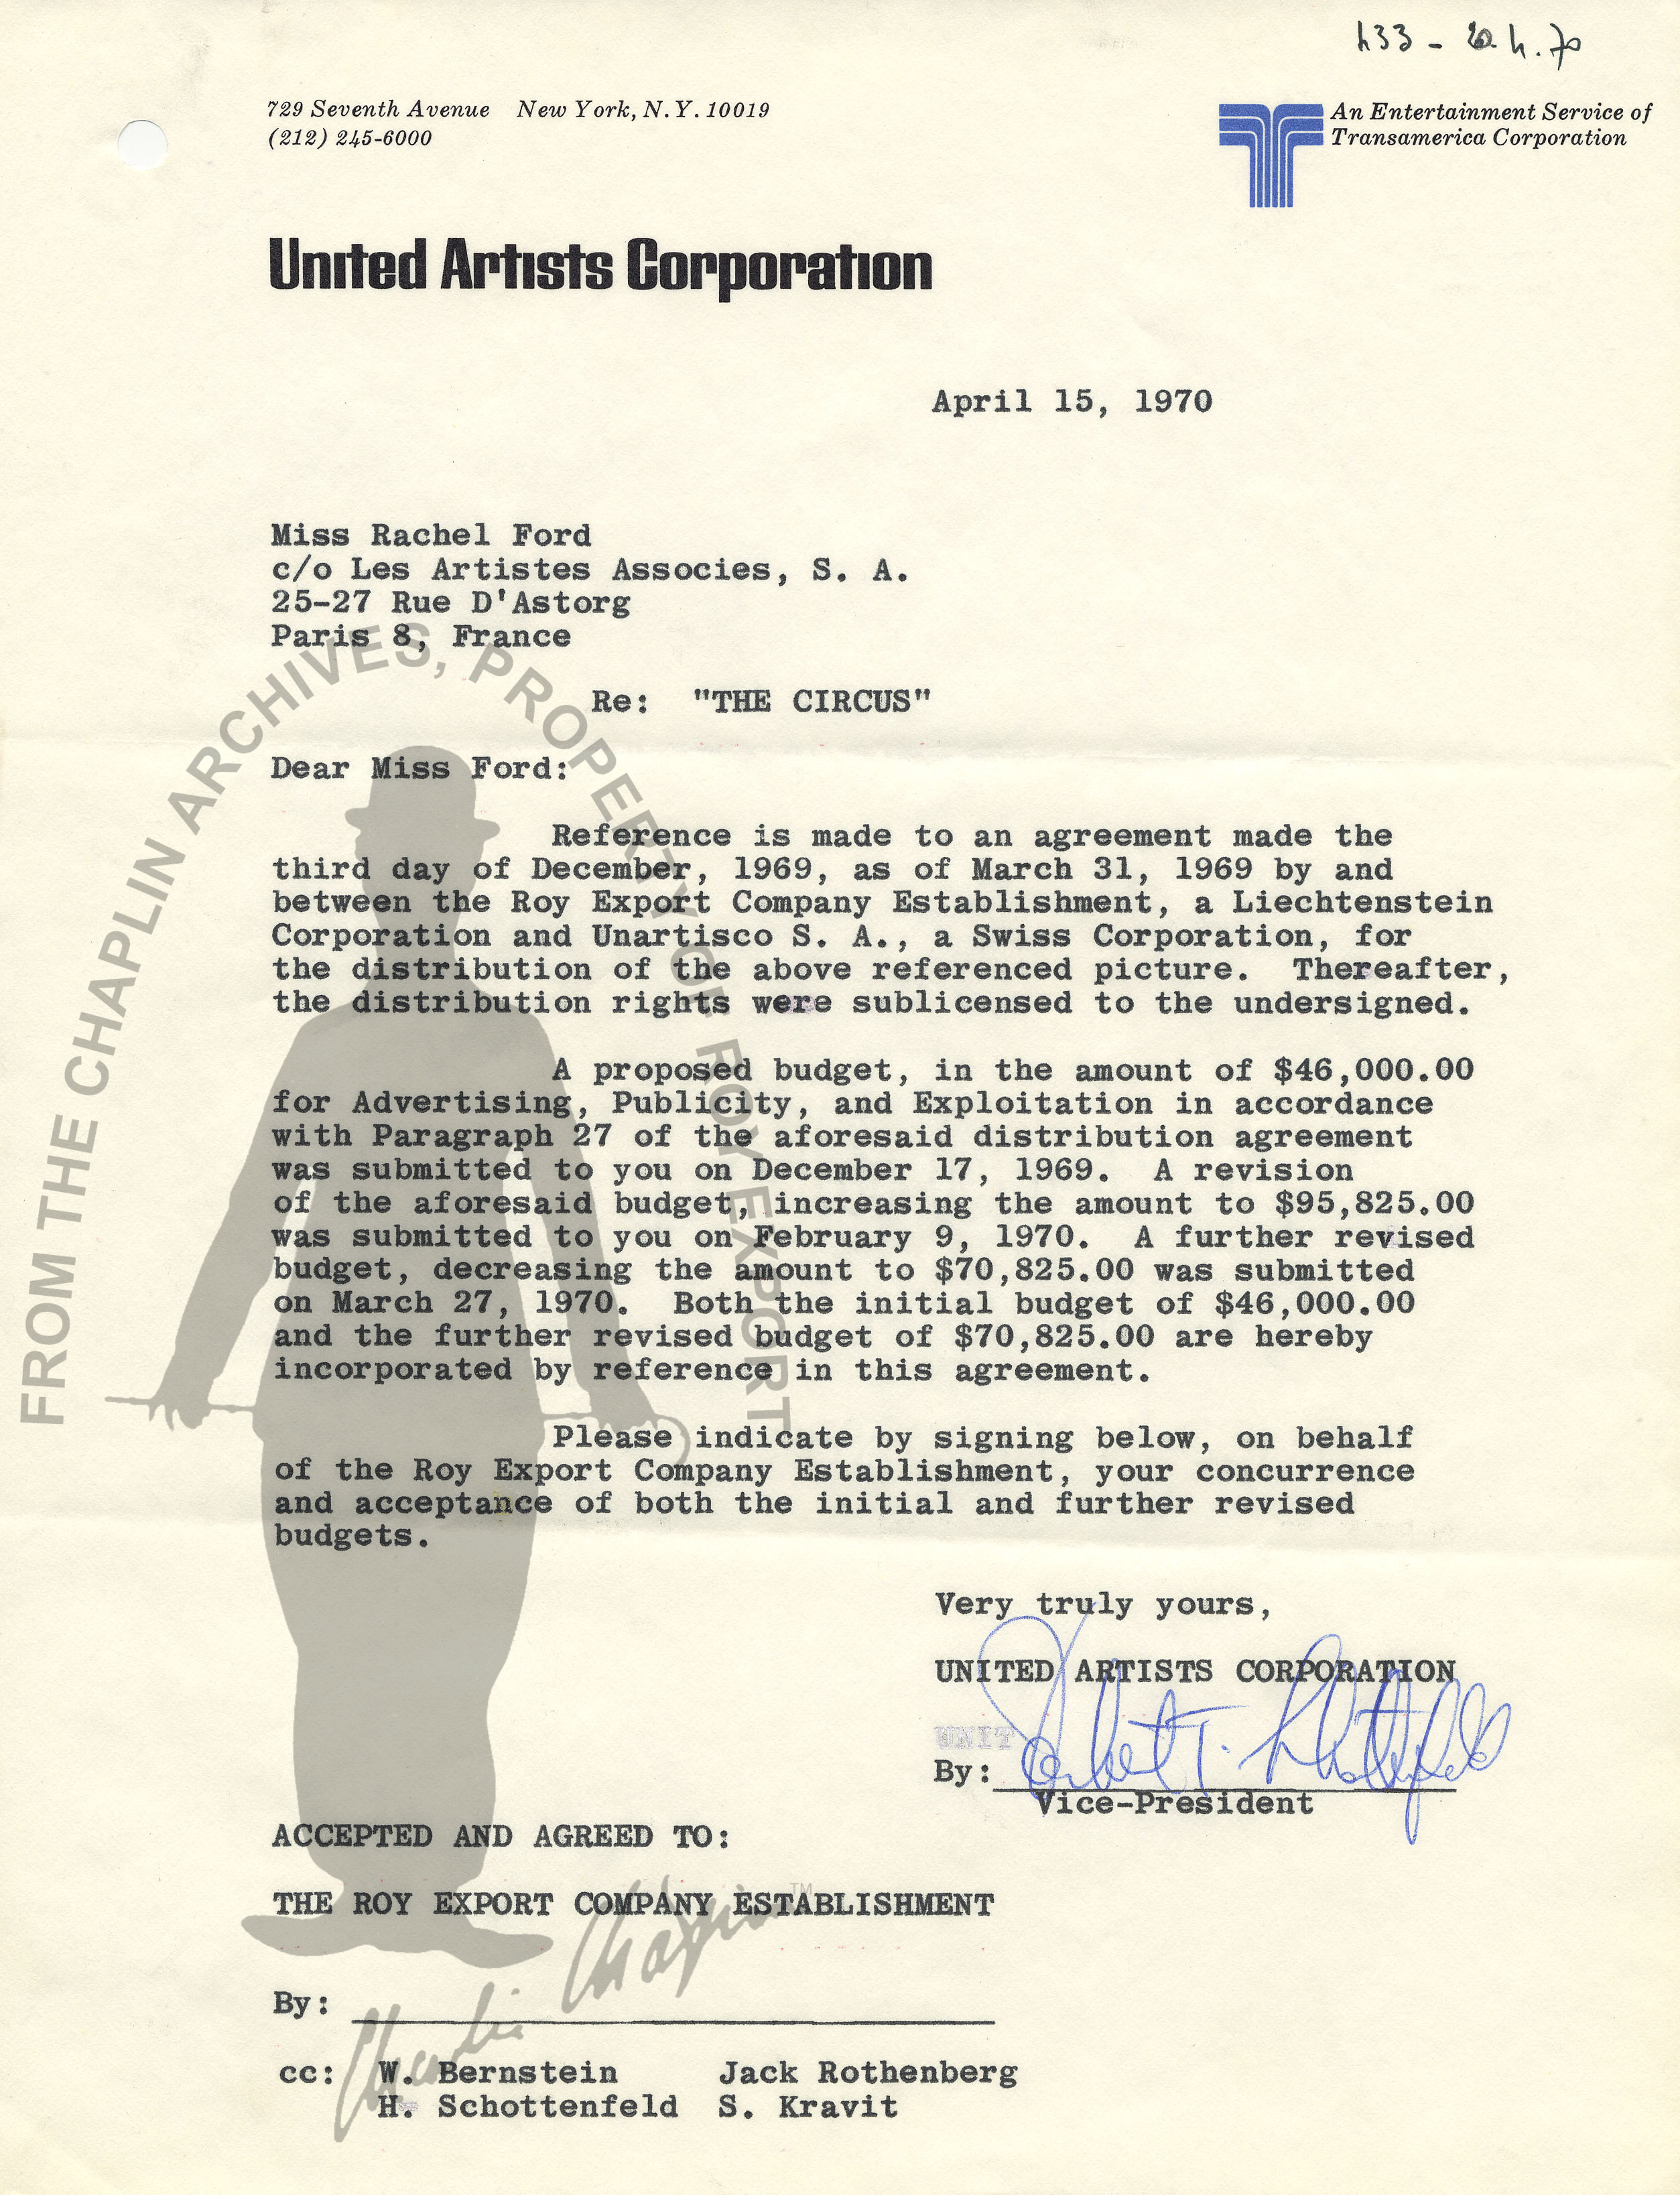 433 - 20.4.70
729 Seventh Avenue New York, N.Y. 10019
(212) 245-6000
An Entertainment Service of
Transamerica Corporation
United Artists Corporation
April 15, 1970
Miss Rachel Ford
c/o Les Artistes Associes, S. A.
25-27 Rue D'Astorg
Paris 8, France
Re: "THE CIRCUS"
Dear Miss Ford:
Reference is made to an agreement made the
third day of December, 1969, as of March 31, 1969 by and
between the Roy Export Company Establishment, a Liechtenstein
Corporation and Unartisco S. A., a Swiss Corporation, for
the distribution of the above referenced picture. Thereafter,
the distribution rights were sublicensed to the undersigned.
A proposed budget, in the amount of $46,000.00
for Advertising, Publicity, and Exploitation in accordance
with Paragraph 27 of the aforesaid distribution agreement
was submitted to you on December 17, 1969. A revision
of the aforesaid budget, increasing the amount to $95,825.00
was submitted to you on February 9, 1970. A further revised
budget, decreasing the amount to $70,825.00 was submitted
on March 27, 1970. Both the initial budget of $46,000.00
and the further revised budget of $70,825.00 are hereby
incorporated by reference in this agreement.
Please indicate by signing below, on behalf
of the Roy Export Company Establishment, your concurrence
and acceptance of both the initial and further revised
budgets.
Very truly yours,
UNITED ARTISTS CORPORATION
UNIT
By: Herbert T. Schottenfeld
Vice-President
ACCEPTED AND AGREED TO:
THE ROY EXPORT COMPANY ESTABLISHMENT
By:
cc: W. Bernstein Jack Rothenberg
H. Schottenfeld S. Kravit
FROM THE CHAPLIN ARCHIVES, PROPERTY OF ROY EXPORT
Charlie Chaplin TM